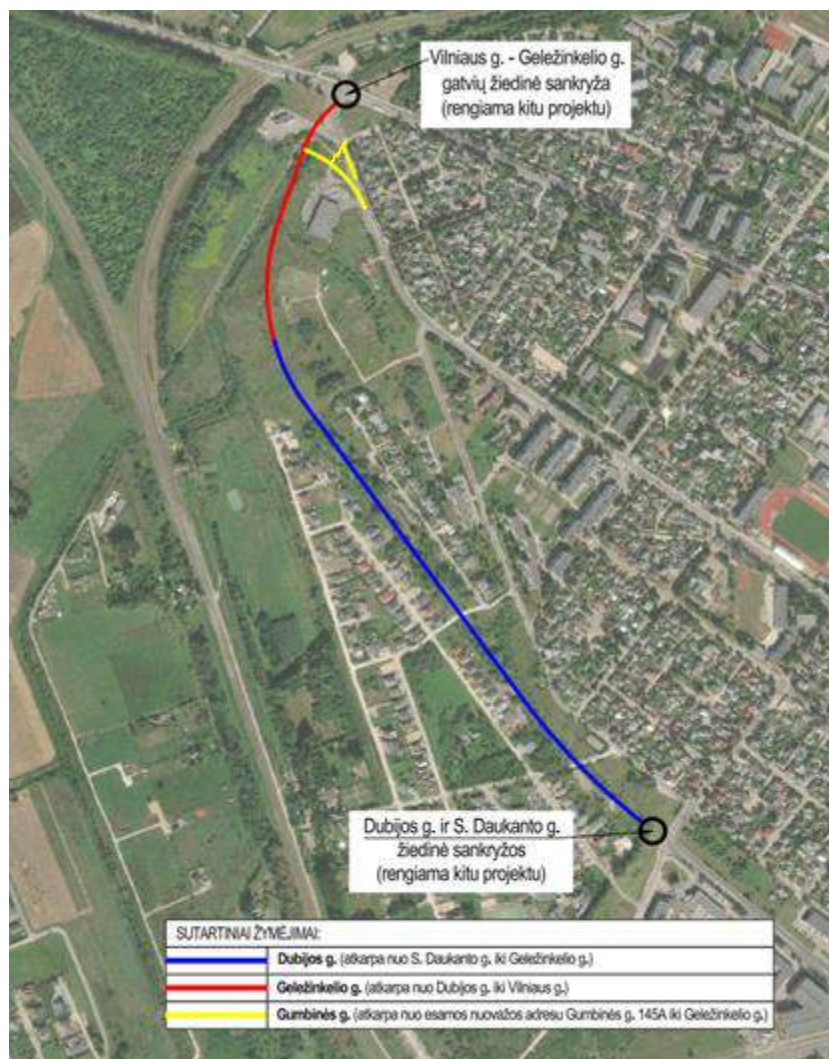 Vilniaus g. - Geležinkelio g.
gatvių žiedinė sankryža
(rengiama kitu projektu)
Dubijos g. ir S. Daukanto g.
žiedinė sankryžos
(rengiama kitu projektu)
SUTARTINIAI ŽYMĖJIMAI:
Dubijos g. (atkarpa nuo S. Daukanto g. iki Geležinkelio g.)
Geležinkelio g. (atkarpa nuo Dubijos g. iki Vilniaus g.)
Gumbinės g. (atkarpa nuo esamos nuovažos adresu Gumbinės g. 145A iki Geležinkelio g.)